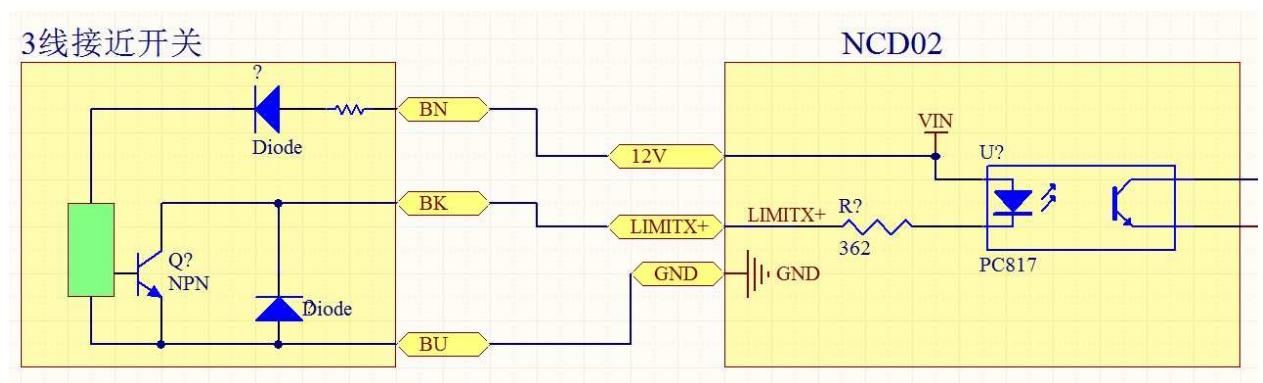 3线接近开关
NCD02
?
Diode
BN
12V
VIN
U?
BK
LIMITX+
LIMITX+
R?
362
PC817
Q?
NPN
?
Diode
GND
GND
BU